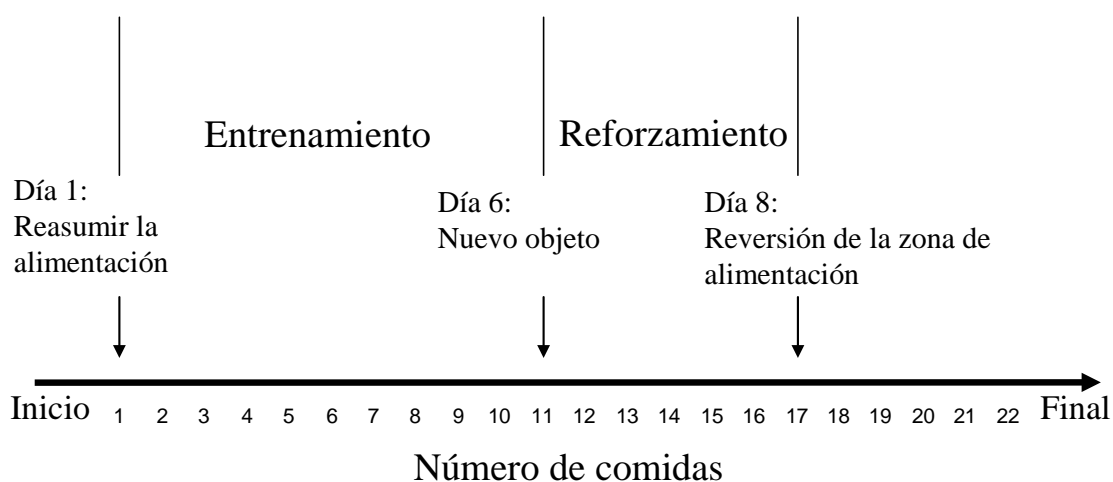 Entrenamiento
Reforzamiento
Día 1:
Reasumir la
alimentación
Día 6:
Nuevo objeto
Día 8:
Reversión de la zona de
alimentación
Inicio 1 2 3 4 5 6 7 8 9 10 11 12 13 14 15 16 17 18 19 20 21 22 Final
Número de comidas